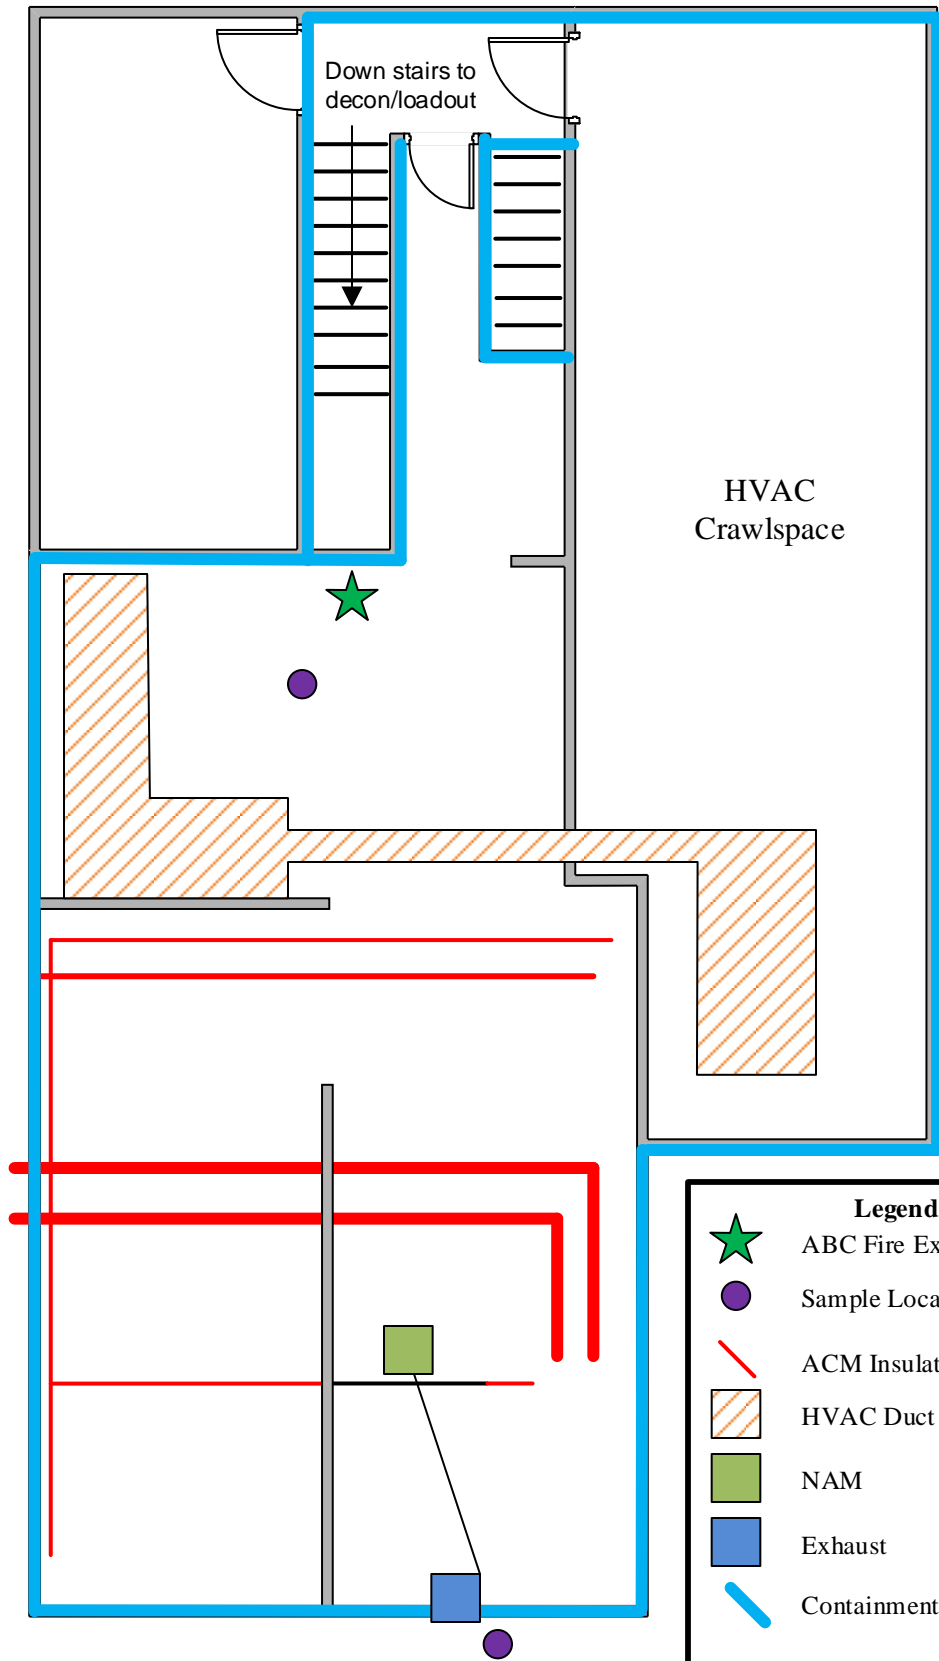 Down stairs to
decon/loadout
HVAC
Crawlspace
Legend
ABC Fire Ex
Sample Loca
ACM Insulat
HVAC Duct
NAM
Exhaust
Containment